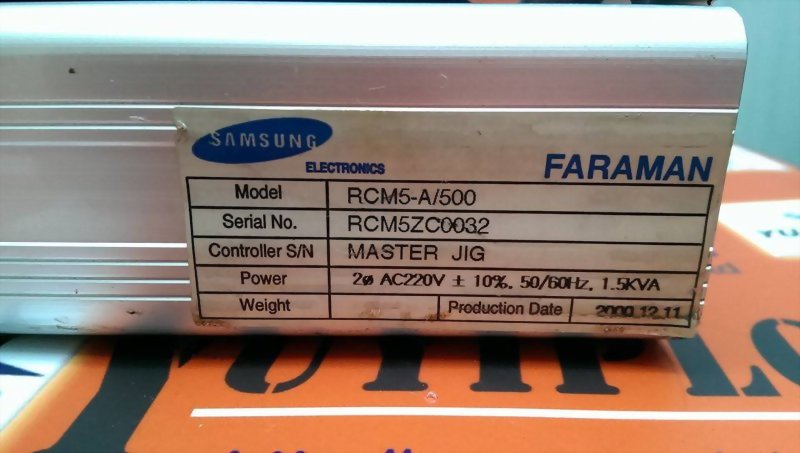 SAMSUNG
ELECTRONICS
FARAMAN
Model RCM5-A/500
Serial No. RCM5ZC0032
Controller S/N MASTER JIG
Power 2ø AC220V ± 10%, 50/60Hz, 1.5KVA
Weight Production Date 2000.12.11